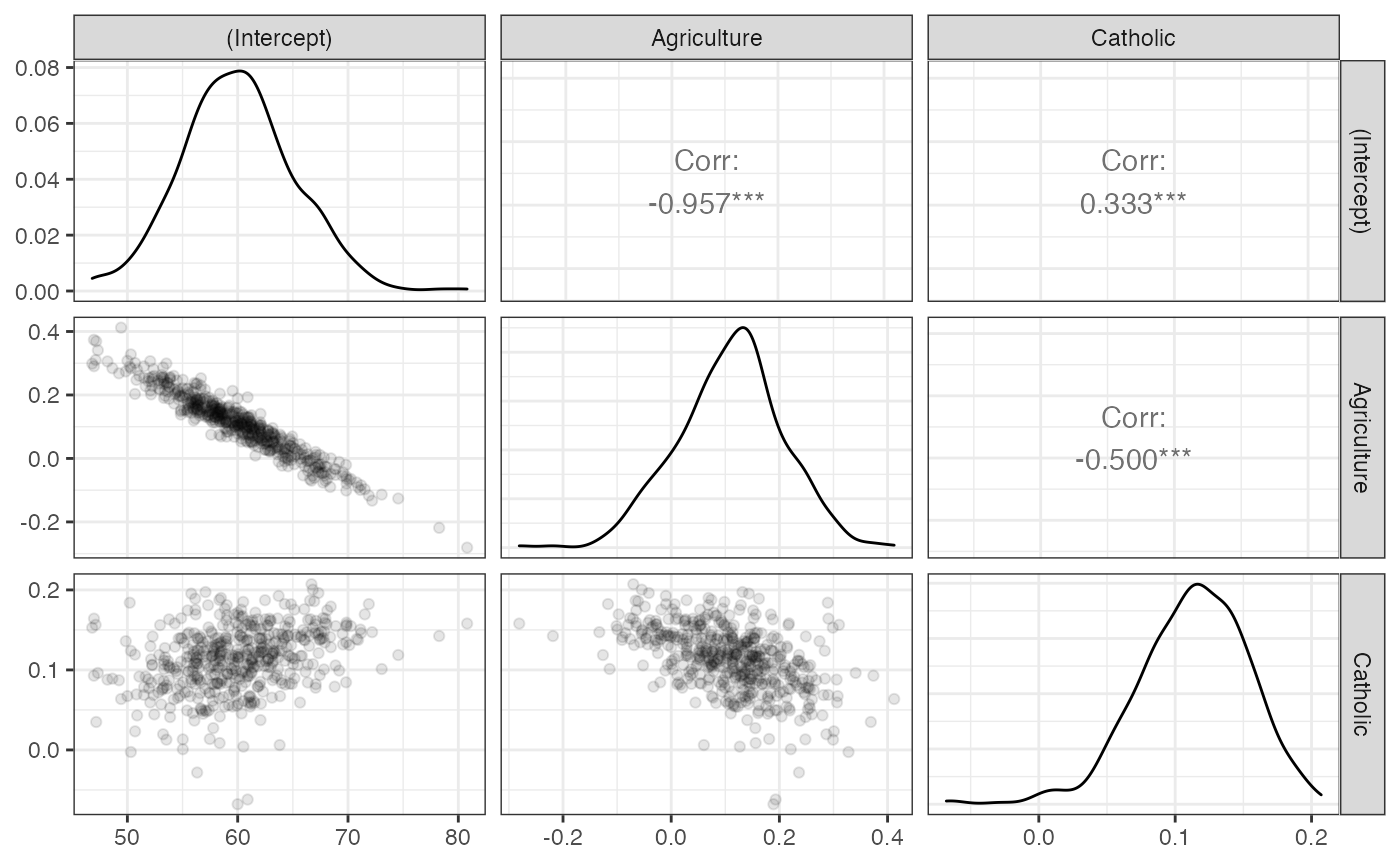 (Intercept) Agriculture Catholic
0.08
0.06
0.04
0.02
0.00
Corr:
-0.957***
Corr:
0.333***
(Intercept)
0.4
0.2
0.0
-0.2
Corr:
-0.500***
Agriculture
0.2
0.1
0.0
Catholic
50 60 70 80 -0.2 0.0 0.2 0.4 0.0 0.1 0.2